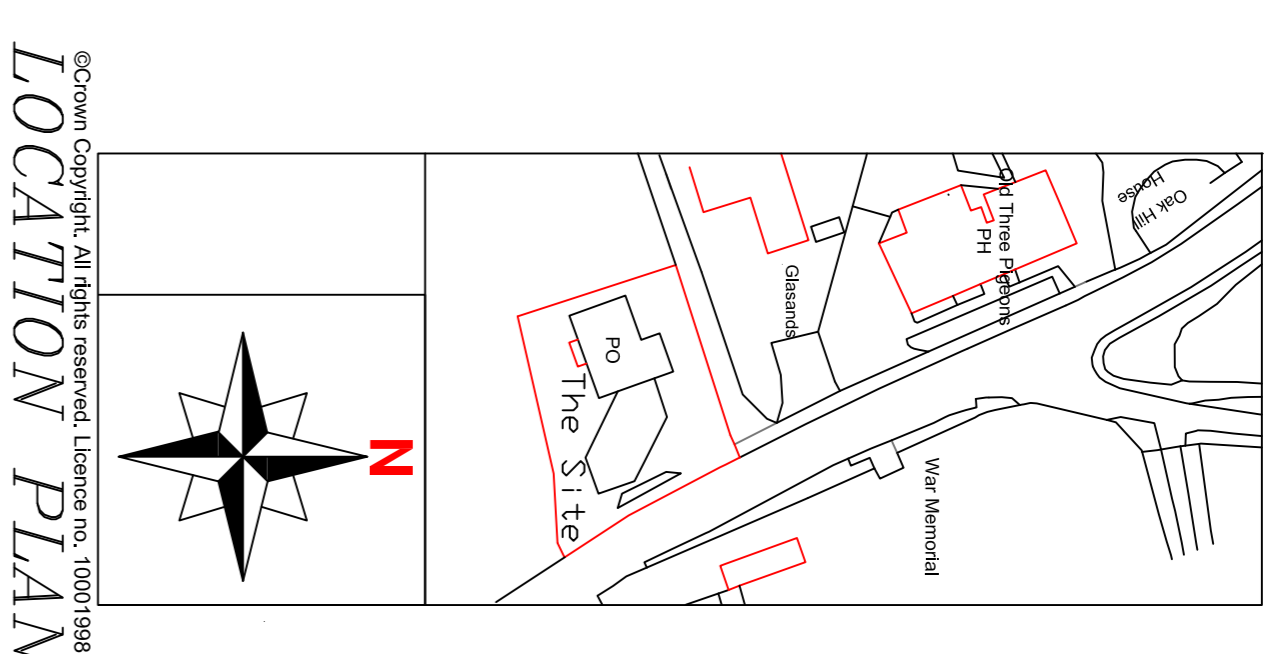 Oak Hill
House
Old Three Pigeons
PH
War Memorial
Glasands
PO
The Site
N
©Crown Copyright. All rights reserved. Licence no. 10001998
LOCATION PLAN